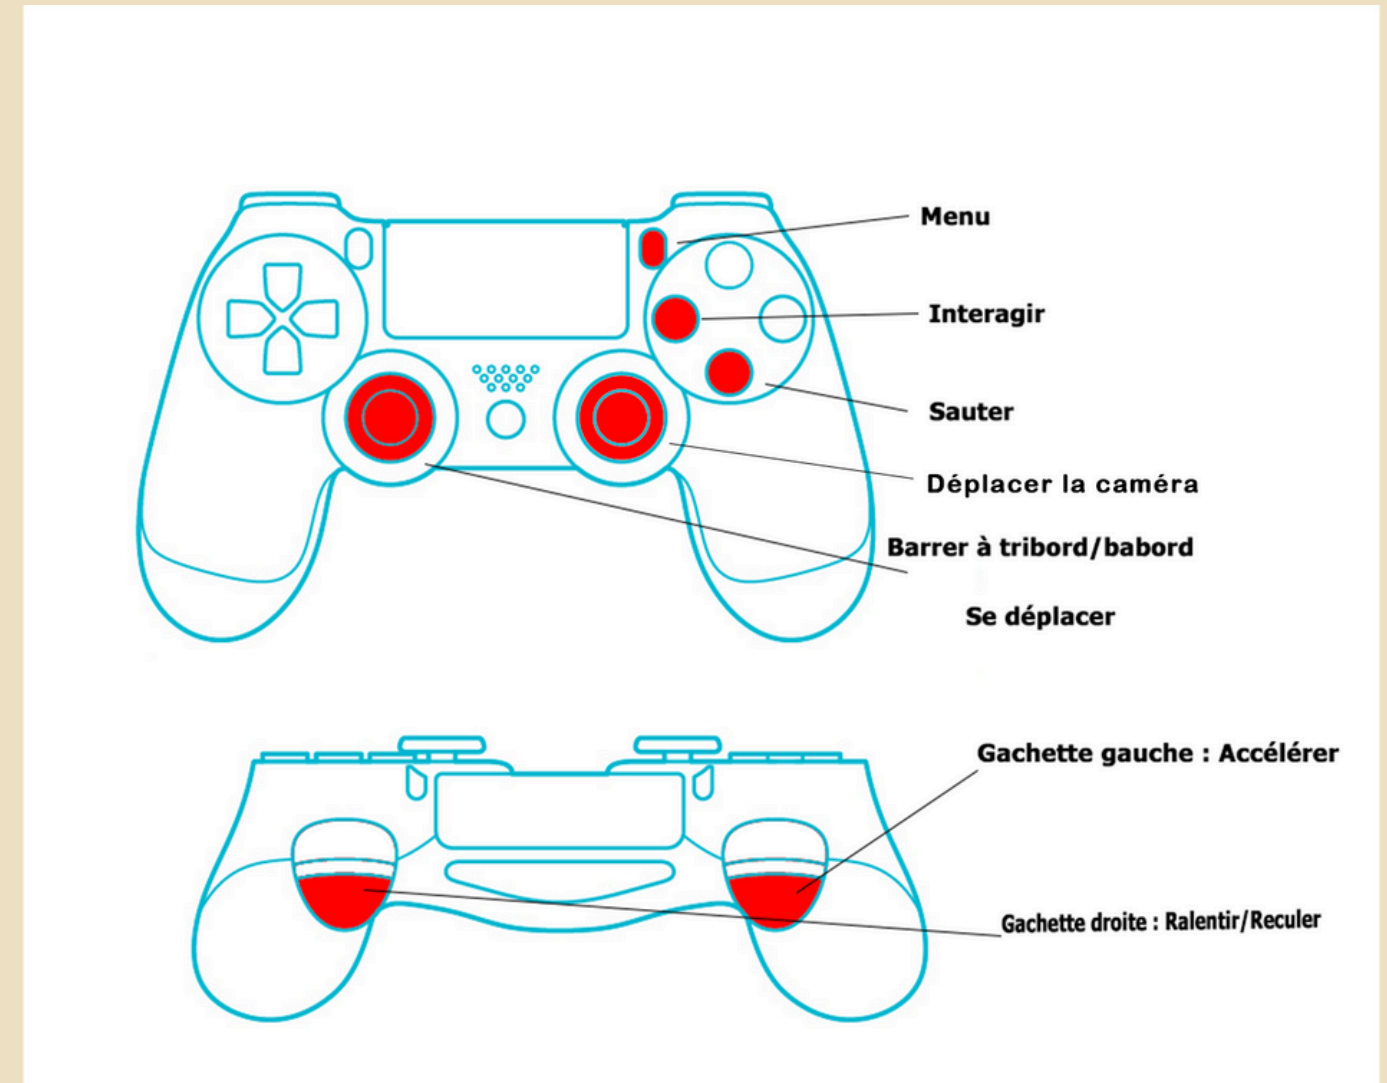 Menu
Interagir
Sauter
Déplacer la caméra
Barrer à tribord/babord
Se déplacer
Gachette gauche : Accélérer
Gachette droite : Ralentir/Reculer